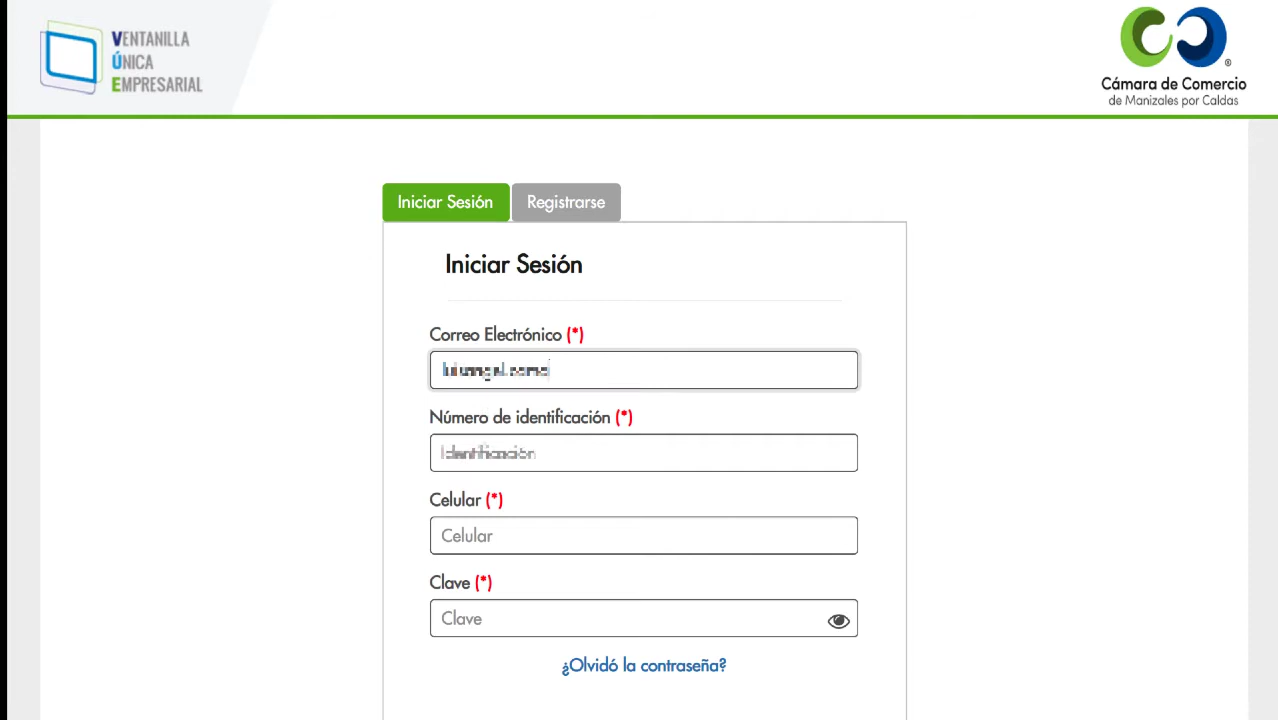 VENTANILLA
ÚNICA
EMPRESARIAL
®
Cámara de Comercio
de Manizales por Caldas
Iniciar Sesión
Registrarse
Iniciar Sesión
Correo Electrónico (*)
Número de identificación (*)
Identificación
Celular (*)
Celular
Clave (*)
Clave
¿Olvidó la contraseña?